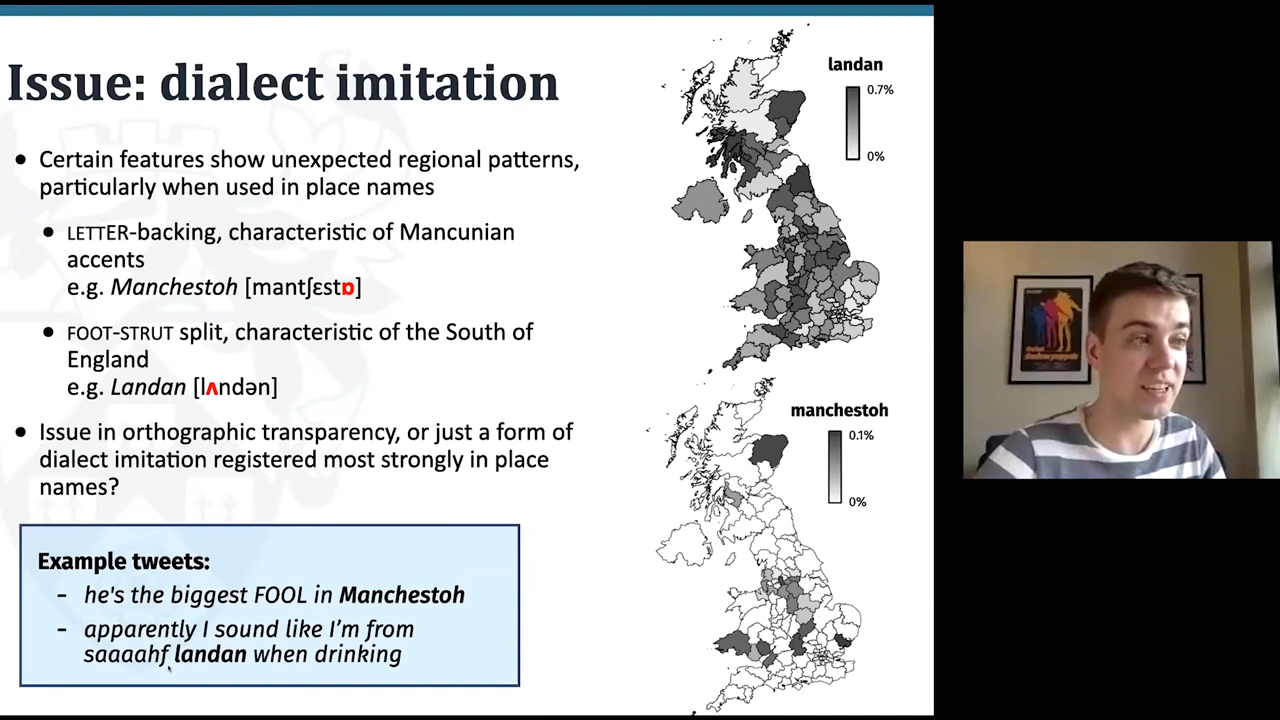 Issue: dialect imitation
● Certain features show unexpected regional patterns,
particularly when used in place names
● LETTER-backing, characteristic of Mancunian
accents
e.g. Manchestoh [mantʃɛstɒ]
● FOOT-STRUT split, characteristic of the South of
England
e.g. Landan [lʌndən]
● Issue in orthographic transparency, or just a form of
dialect imitation registered most strongly in place
names?
Example tweets:
- he's the biggest FOOL in Manchestoh
- apparently I sound like I’m from
saaaahf landan when drinking
landan
0.7%
0%
manchestoh
0.1%
0%